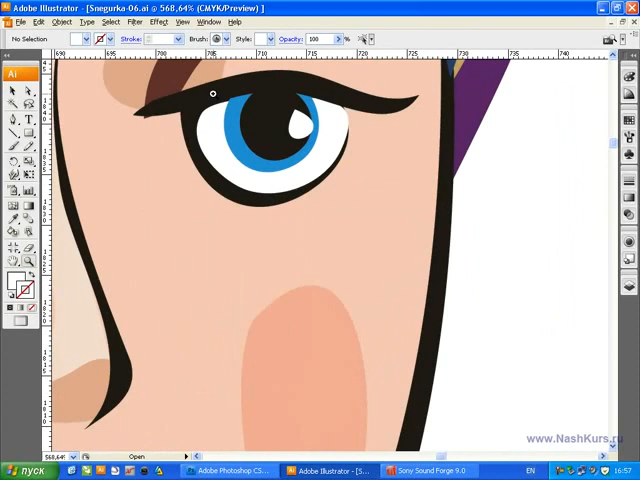 Adobe Illustrator - [Snegurka-06.ai @ 568,64% (CMYK/Preview)]
File Edit Object Type Select Filter Effect View Window Help
No Selection Stroke: Brush: Style: Opacity: 100 %
690 695 700 705 710 715 720 725 730 735 740
Ai
568,64% Open
www.NashKurs.ru
пуск Adobe Photoshop CS... Adobe Illustrator - [S... Sony Sound Forge 9.0 EN 16:57